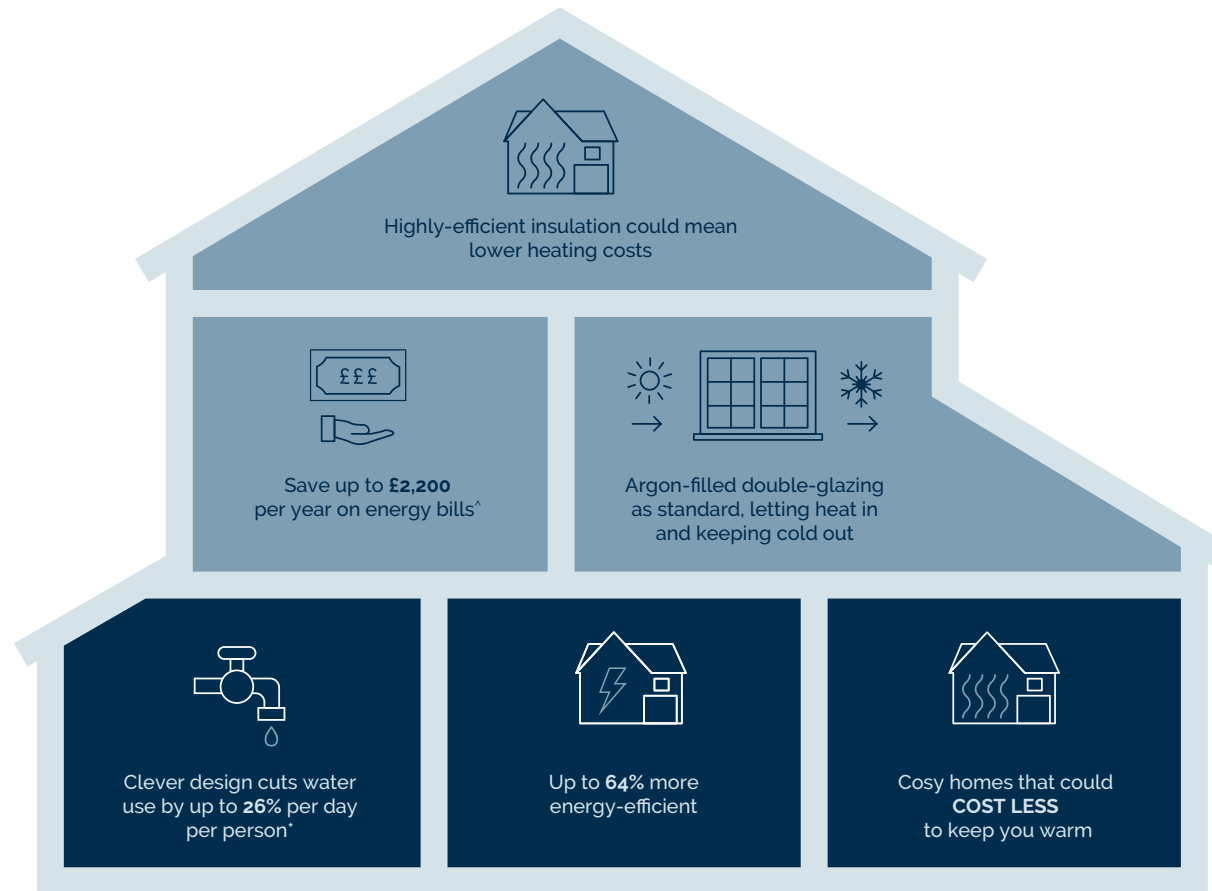 Highly-efficient insulation could mean
lower heating costs
£££
Save up to £2,200
per year on energy bills^
Argon-filled double-glazing
as standard, letting heat in
and keeping cold out
Clever design cuts water
use by up to 26% per day
per person*
Up to 64% more
energy-efficient
Cosy homes that could
COST LESS
to keep you warm